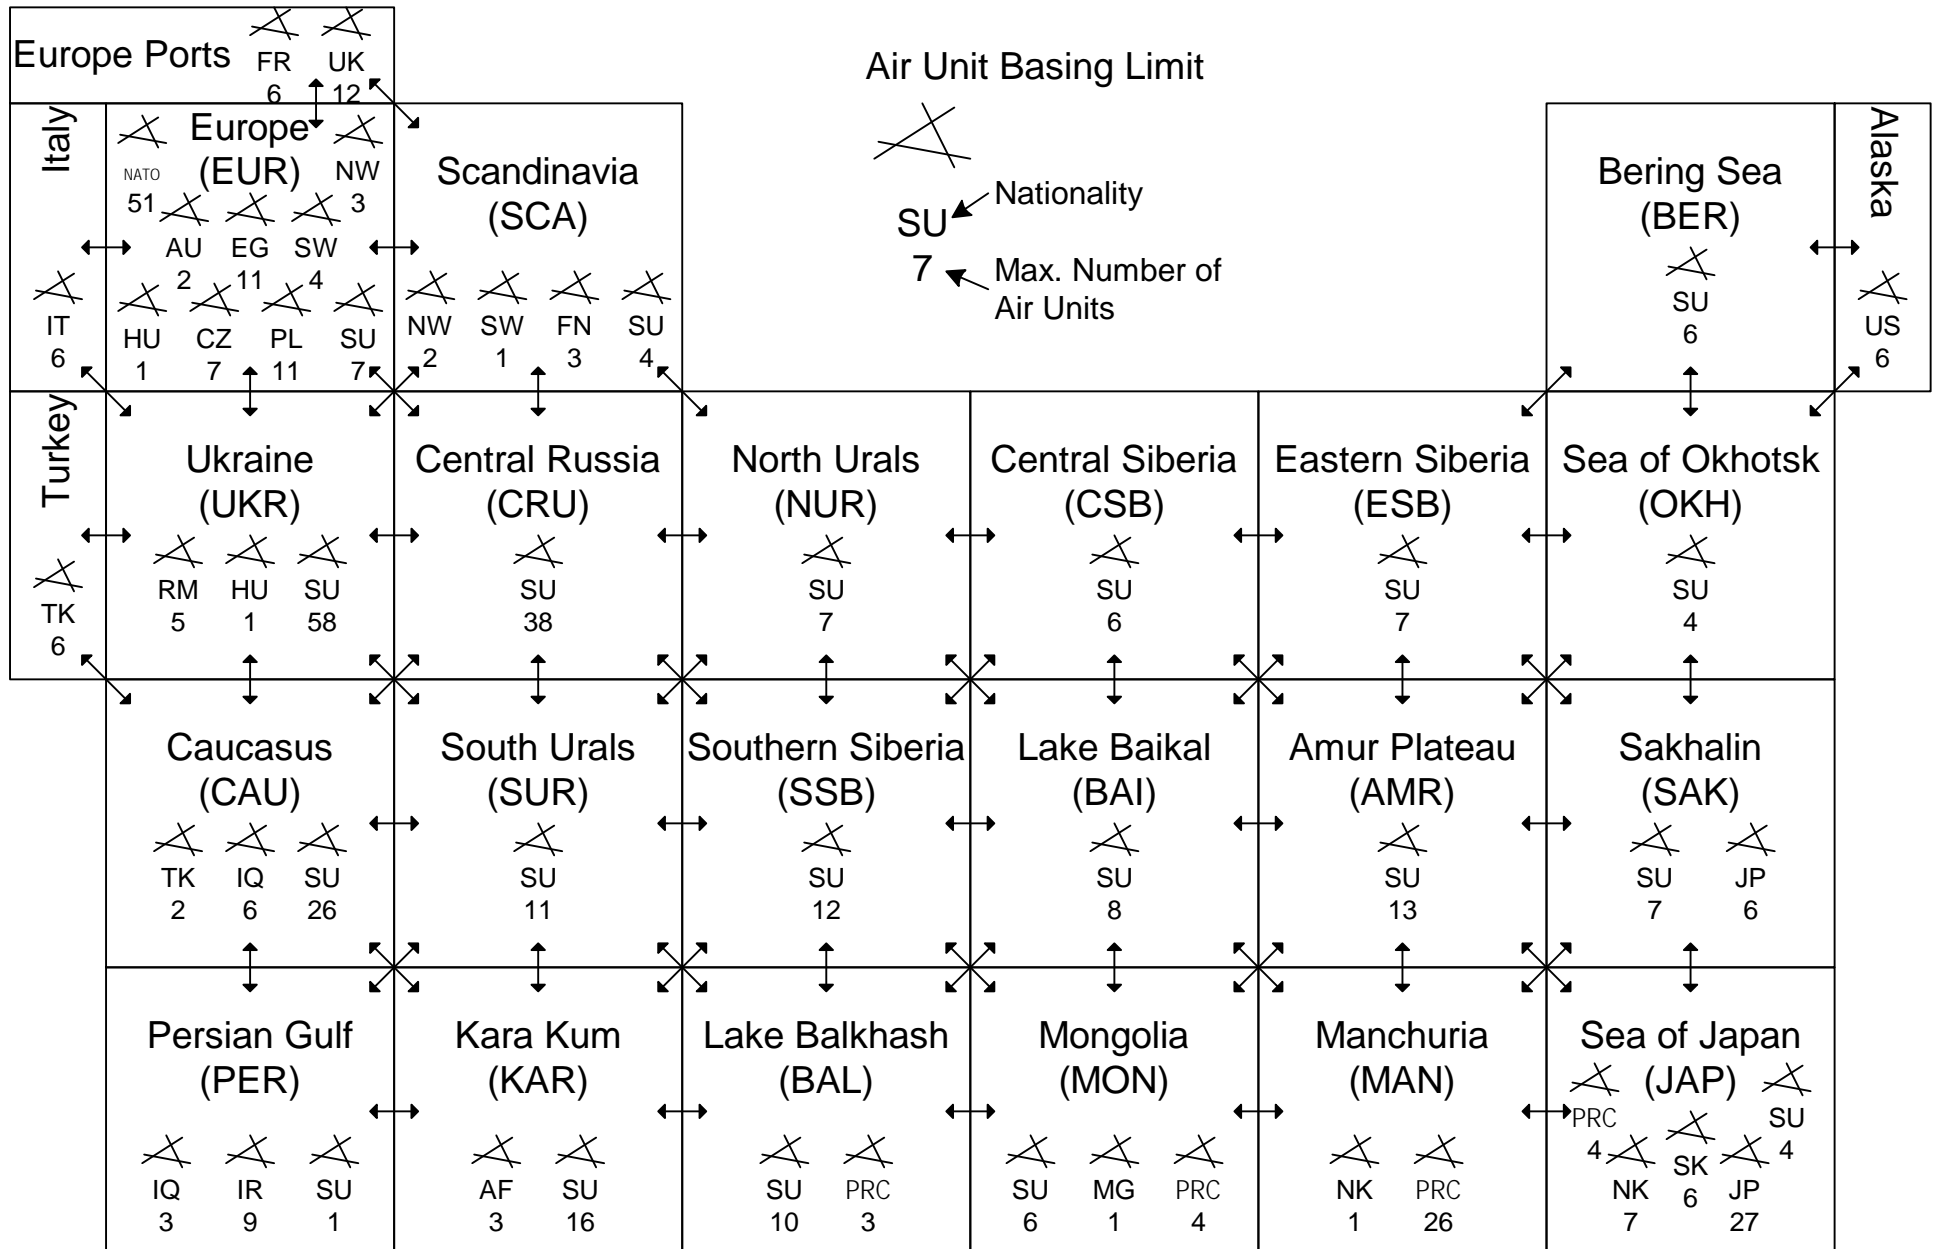 Europe Ports
FR UK
6 12
Air Unit Basing Limit
SU
7
Nationality
Max. Number of
Air Units
Italy
IT
6
Europe
(EUR)
NATO NW
51 3
AU EG SW
2 11 4
HU CZ PL SU
1 7 11 7
Scandinavia
(SCA)
NW SW FN SU
2 1 3 4
Bering Sea
(BER)
SU
6
Alaska
US
6
Turkey
TK
6
Ukraine
(UKR)
RM HU SU
5 1 58
Central Russia
(CRU)
SU
38
North Urals
(NUR)
SU
7
Central Siberia
(CSB)
SU
6
Eastern Siberia
(ESB)
SU
7
Sea of Okhotsk
(OKH)
SU
4
Caucasus
(CAU)
TK IQ SU
2 6 26
South Urals
(SUR)
SU
11
Southern Siberia
(SSB)
SU
12
Lake Baikal
(BAI)
SU
8
Amur Plateau
(AMR)
SU
13
Sakhalin
(SAK)
SU JP
7 6
Persian Gulf
(PER)
IQ IR SU
3 9 1
Kara Kum
(KAR)
AF SU
3 16
Lake Balkhash
(BAL)
SU PRC
10 3
Mongolia
(MON)
SU MG PRC
6 1 4
Manchuria
(MAN)
NK PRC
1 26
Sea of Japan
(JAP)
PRC SU
4 4
SK
6
NK JP
7 27